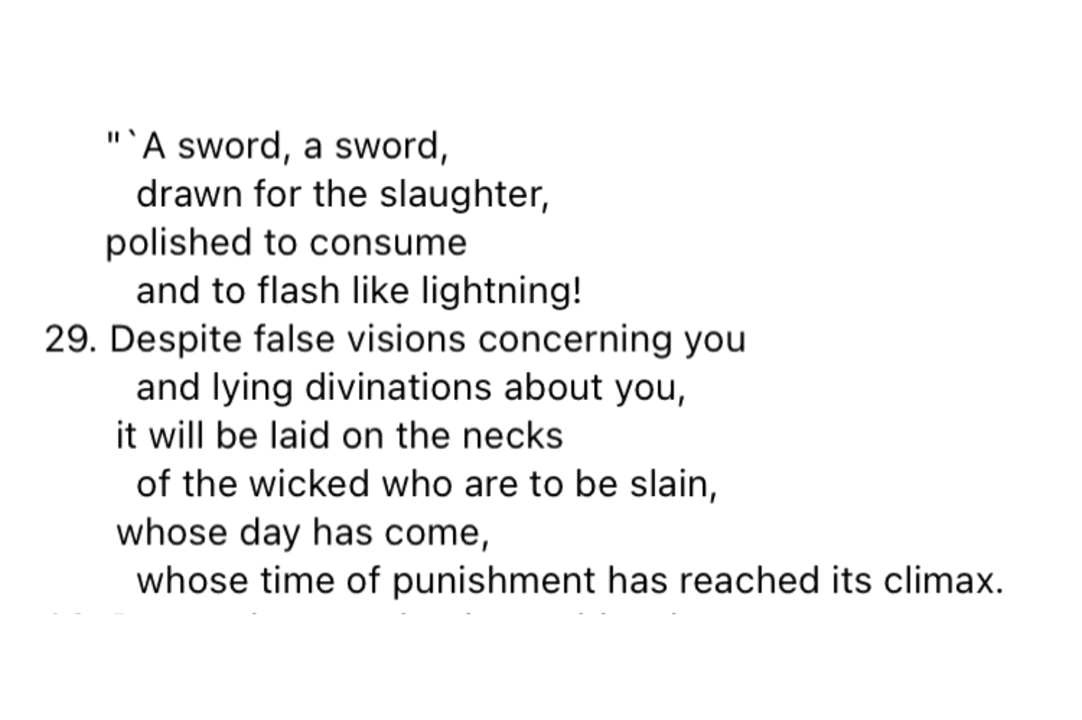 "`A sword, a sword,
drawn for the slaughter,
polished to consume
and to flash like lightning!
29. Despite false visions concerning you
and lying divinations about you,
it will be laid on the necks
of the wicked who are to be slain,
whose day has come,
whose time of punishment has reached its climax.